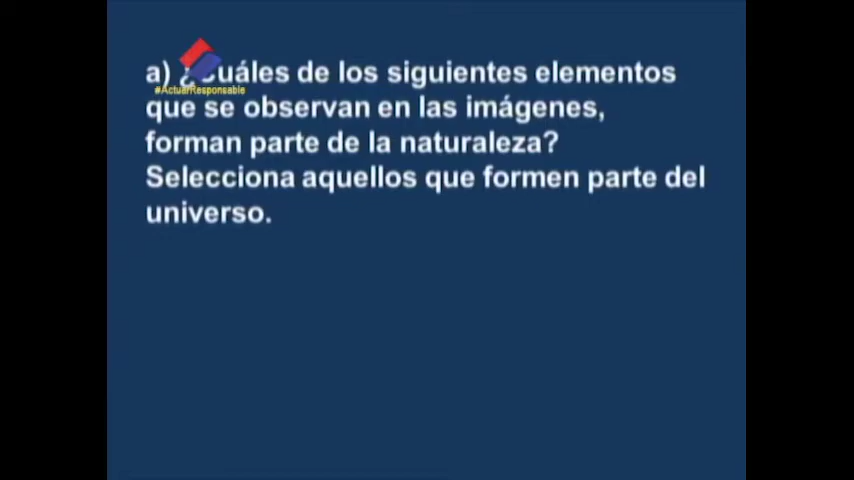 a) ¿Cuáles de los siguientes elementos
#ActuarResponsable
que se observan en las imágenes,
forman parte de la naturaleza?
Selecciona aquellos que formen parte del
universo.